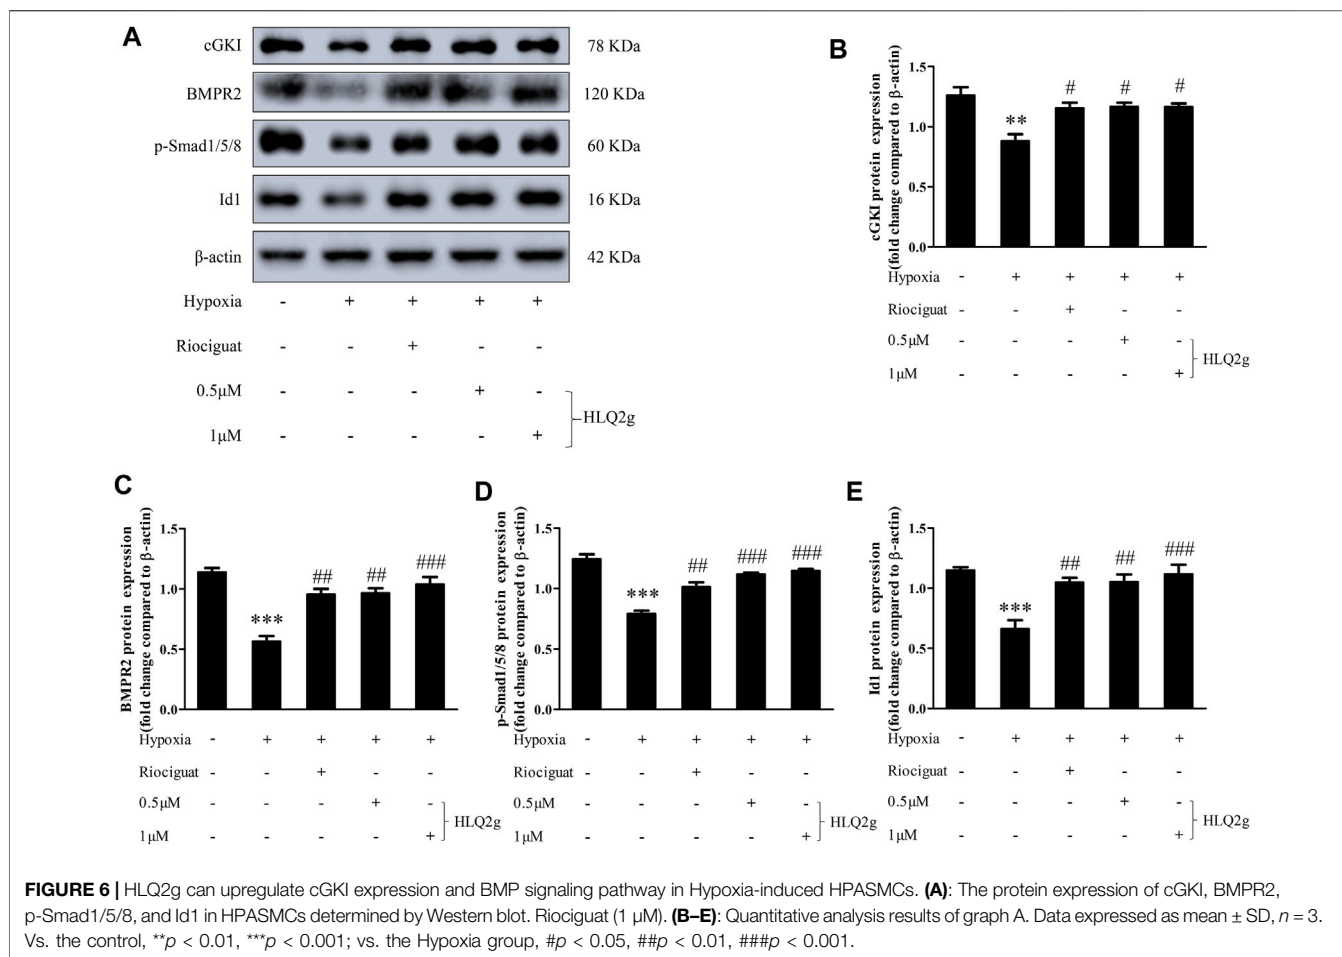 A
cGKI 78 KDa
BMPR2 120 KDa
p-Smad1/5/8 60 KDa
Id1 16 KDa
β-actin 42 KDa
Hypoxia - + + + +
Riociguat - - + - -
0.5μM - - - + -
1μM - - - - +
HLQ2g
B
cGKI protein expression
(fold change compared to β-actin)
1.5
1.0
0.5
0.0
** # # #
Hypoxia - + + + +
Riociguat - - + - -
0.5μM - - - + -
1μM - - - - +
HLQ2g
C
BMPR2 protein expression
(fold change compared to β-actin)
1.5
1.0
0.5
0.0
*** ## ## ###
Hypoxia - + + + +
Riociguat - - + - -
0.5μM - - - + -
1μM - - - - +
HLQ2g
D
p-Smad1/5/8 protein expression
(fold change compared to β-actin)
1.5
1.0
0.5
0.0
*** ## ### ###
Hypoxia - + + + +
Riociguat - - + - -
0.5μM - - - + -
1μM - - - - +
HLQ2g
E
Id1 protein expression
(fold change compared to β-actin)
1.5
1.0
0.5
0.0
*** ## ## ###
Hypoxia - + + + +
Riociguat - - + - -
0.5μM - - - + -
1μM - - - - +
HLQ2g
FIGURE 6 | HLQ2g can upregulate cGKI expression and BMP signaling pathway in Hypoxia-induced HPASMCs. (A): The protein expression of cGKI, BMPR2,
p-Smad1/5/8, and Id1 in HPASMCs determined by Western blot. Riociguat (1 μM). (B–E): Quantitative analysis results of graph A. Data expressed as mean ± SD, n = 3.
Vs. the control, **p < 0.01, ***p < 0.001; vs. the Hypoxia group, #p < 0.05, ##p < 0.01, ###p < 0.001.